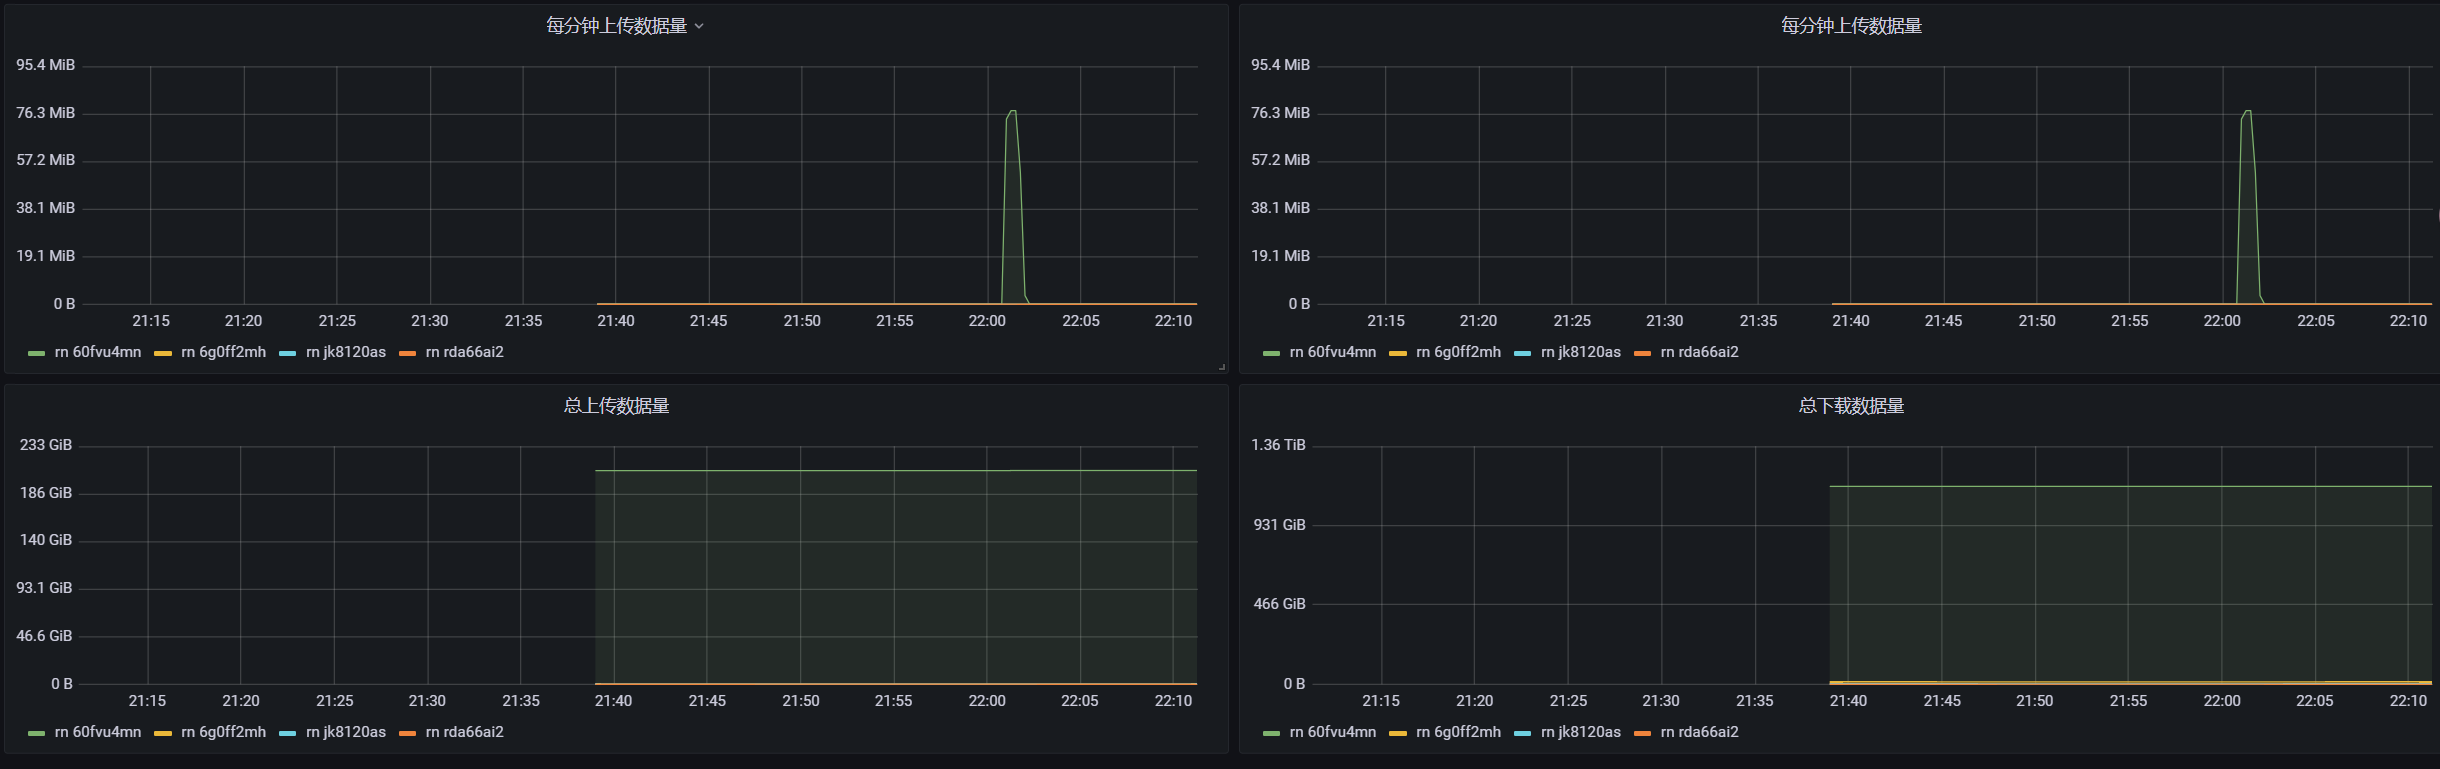 每分钟上传数据量
95.4 MiB
76.3 MiB
57.2 MiB
38.1 MiB
19.1 MiB
0 B
21:15 21:20 21:25 21:30 21:35 21:40 21:45 21:50 21:55 22:00 22:05 22:10
rn 60fvu4mn rn 6g0ff2mh rn jk8120as rn rda66ai2
每分钟上传数据量
95.4 MiB
76.3 MiB
57.2 MiB
38.1 MiB
19.1 MiB
0 B
21:15 21:20 21:25 21:30 21:35 21:40 21:45 21:50 21:55 22:00 22:05 22:10
rn 60fvu4mn rn 6g0ff2mh rn jk8120as rn rda66ai2
总上传数据量
233 GiB
186 GiB
140 GiB
93.1 GiB
46.6 GiB
0 B
21:15 21:20 21:25 21:30 21:35 21:40 21:45 21:50 21:55 22:00 22:05 22:10
rn 60fvu4mn rn 6g0ff2mh rn jk8120as rn rda66ai2
总下载数据量
1.36 TiB
931 GiB
466 GiB
0 B
21:15 21:20 21:25 21:30 21:35 21:40 21:45 21:50 21:55 22:00 22:05 22:10
rn 60fvu4mn rn 6g0ff2mh rn jk8120as rn rda66ai2